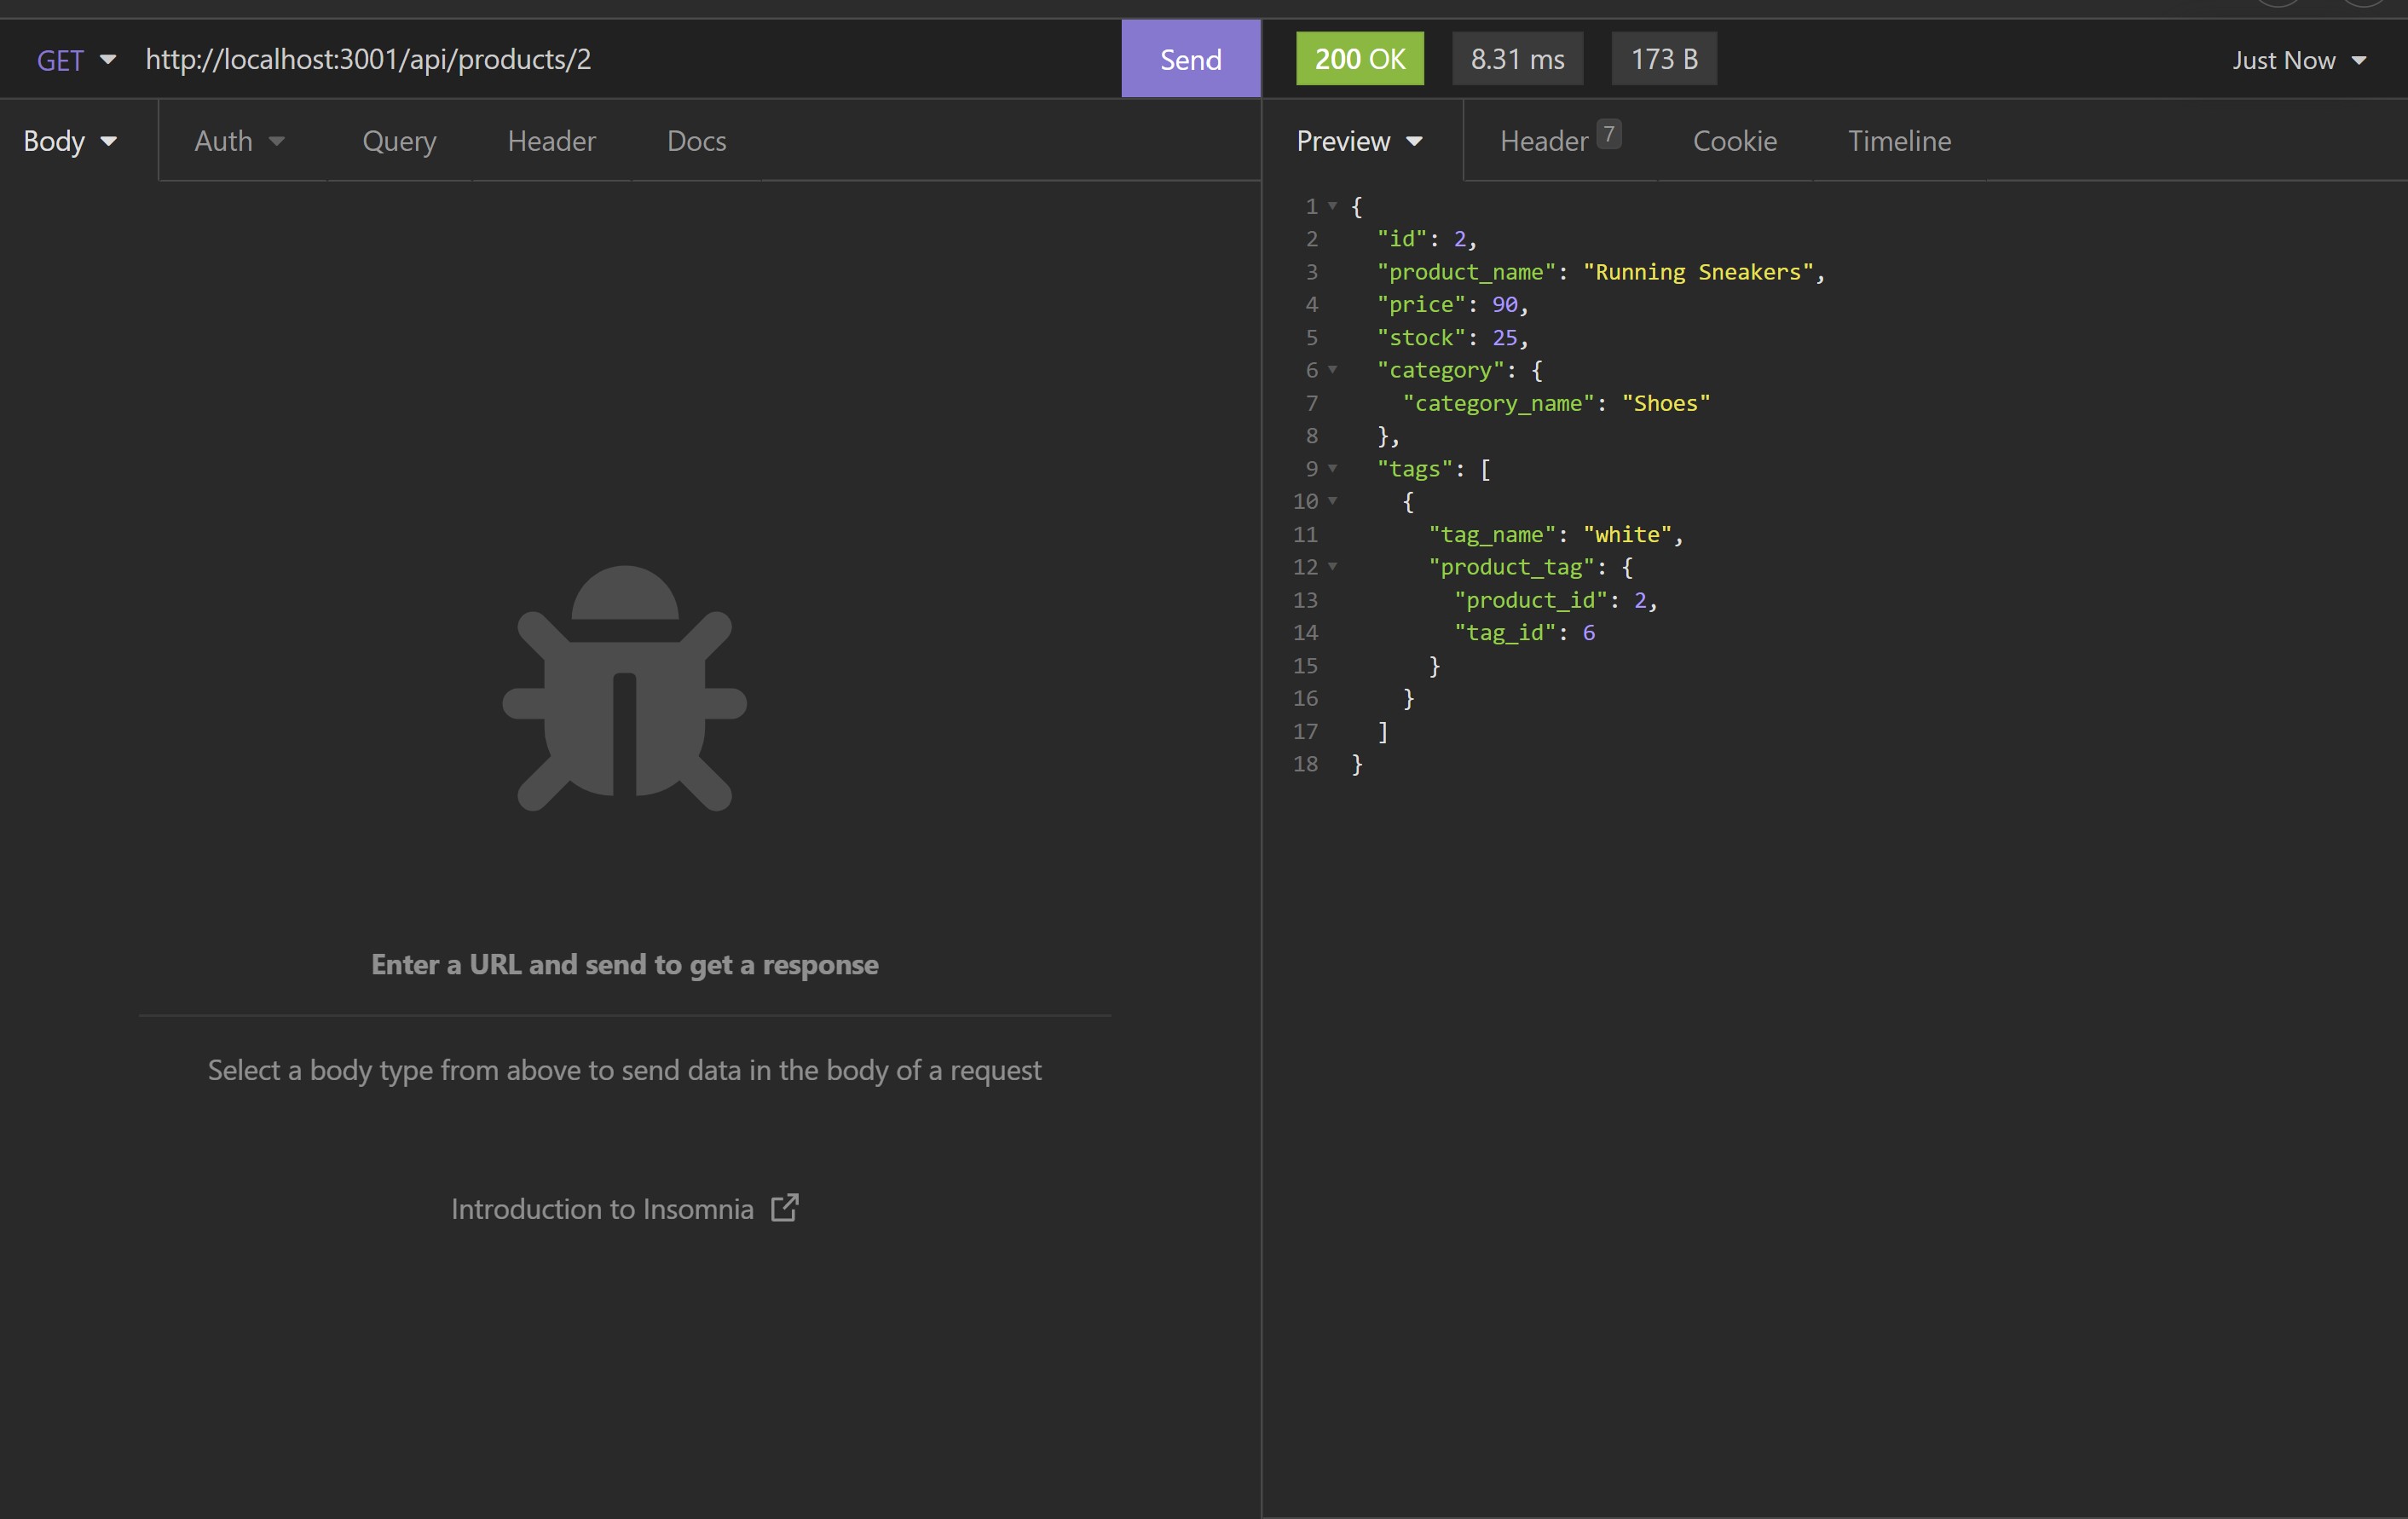 GET http://localhost:3001/api/products/2 Send 200 OK 8.31 ms 173 B Just Now
Body Auth Query Header Docs
Preview Header 7 Cookie Timeline
Enter a URL and send to get a response
Select a body type from above to send data in the body of a request
Introduction to Insomnia
1 {
2 "id": 2,
3 "product_name": "Running Sneakers",
4 "price": 90,
5 "stock": 25,
6 "category": {
7 "category_name": "Shoes"
8 },
9 "tags": [
10 {
11 "tag_name": "white",
12 "product_tag": {
13 "product_id": 2,
14 "tag_id": 6
15 }
16 }
17 ]
18 }